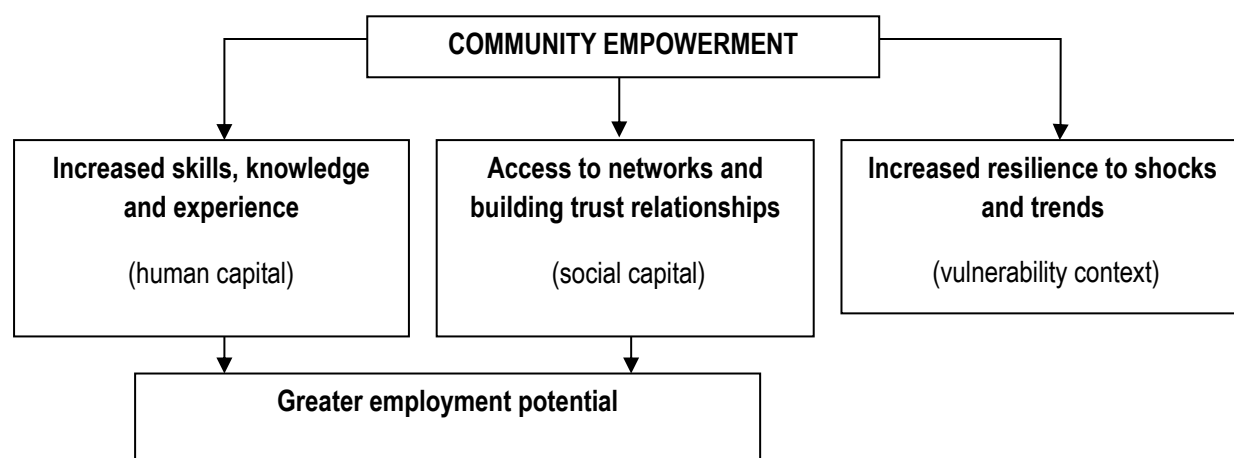 COMMUNITY EMPOWERMENT
Increased skills, knowledge
and experience
(human capital)
Access to networks and
building trust relationships
(social capital)
Increased resilience to shocks
and trends
(vulnerability context)
Greater employment potential